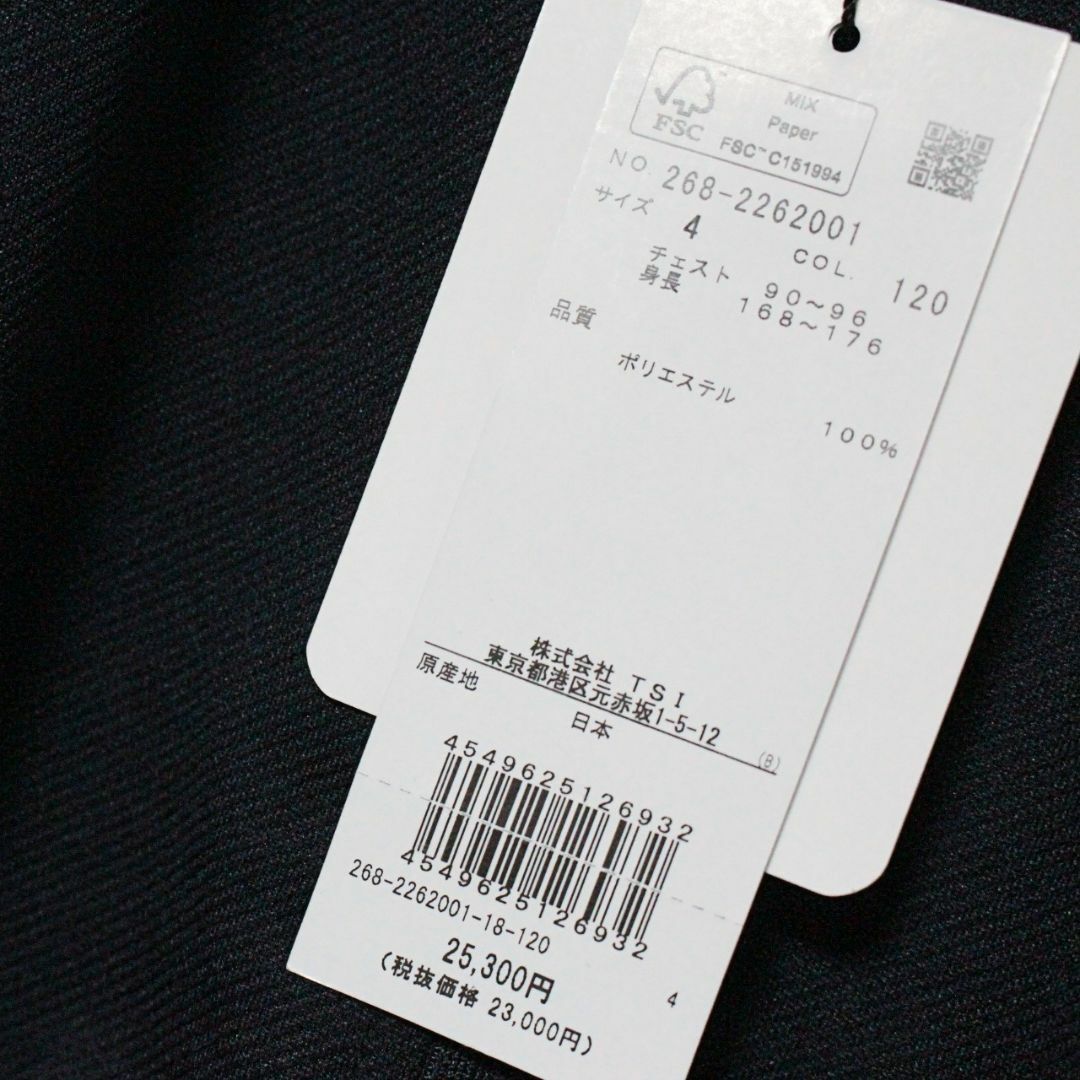 MIX
Paper
FSC™ C151994
FSC
NO. 268-2262001
サイズ 4 COL. 120
チェスト 90～96
身長 168～176
品質
ポリエステル 100%
株式会社 TSI
東京都港区元赤坂1-5-12
原産地 日本 (B)
4549625126932
4549625126932
268-2262001-18-120
25,300円 4
(税抜価格 23,000円)